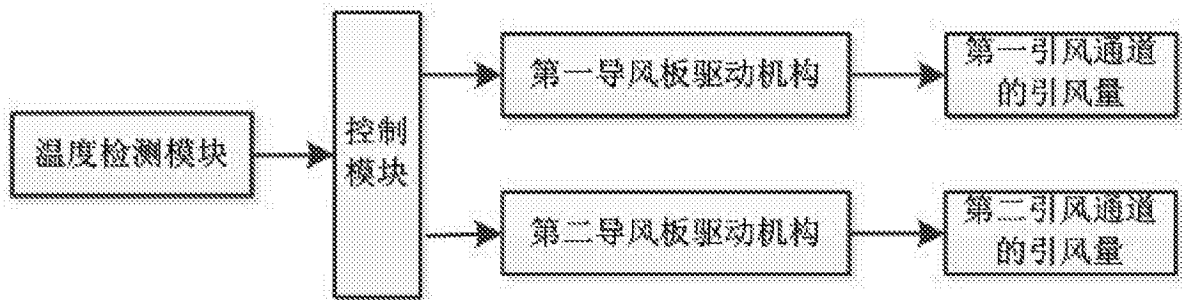 温度检测模块
控制
模块
第一导风板驱动机构
第一引风通道
的引风量
第二导风板驱动机构
第二引风通道
的引风量